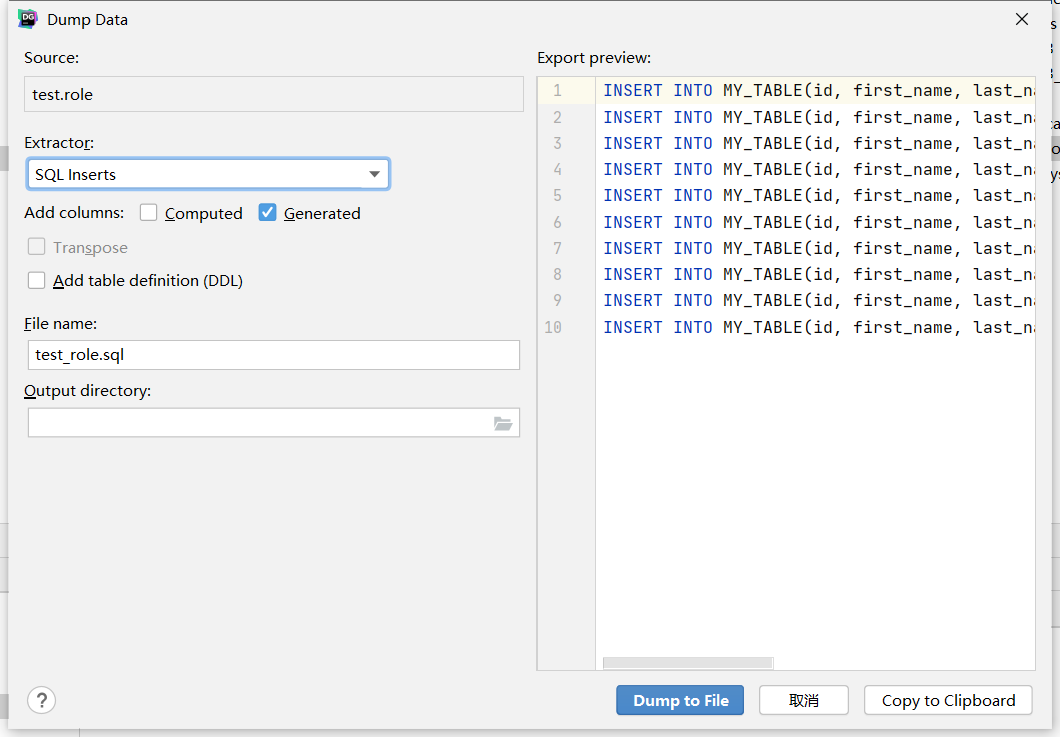 DG
Dump Data
Source:
test.role
Extractor:
SQL Inserts
Add columns:
Computed
Generated
Transpose
Add table definition (DDL)
File name:
test_role.sql
Output directory:
Export preview:
1 INSERT INTO MY_TABLE(id, first_name, last_na
2 INSERT INTO MY_TABLE(id, first_name, last_na
3 INSERT INTO MY_TABLE(id, first_name, last_na
4 INSERT INTO MY_TABLE(id, first_name, last_na
5 INSERT INTO MY_TABLE(id, first_name, last_na
6 INSERT INTO MY_TABLE(id, first_name, last_na
7 INSERT INTO MY_TABLE(id, first_name, last_na
8 INSERT INTO MY_TABLE(id, first_name, last_na
9 INSERT INTO MY_TABLE(id, first_name, last_na
10 INSERT INTO MY_TABLE(id, first_name, last_na
?
Dump to File
取消
Copy to Clipboard